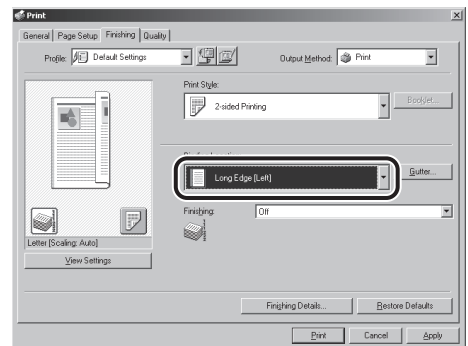 Print
General Page Setup Finishing Quality
Profile: Default Settings Output Method: Print
Print Style:
2-sided Printing Booklet...
Long Edge [Left] Gutter...
Finishing: Off
Letter [Scaling: Auto]
View Settings
Finishing Details... Restore Defaults
Print Cancel Apply